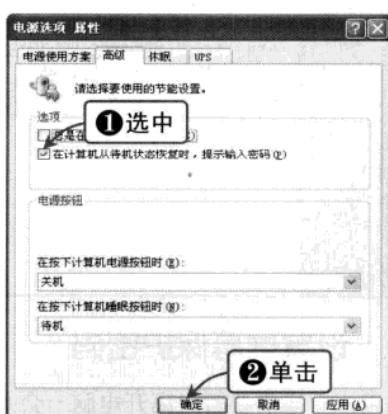 电源选项 属性
电源使用方案 高级 休眠 UPS
请选择要使用的节能设置。
选项
❶选中
在计算机从待机状态恢复时，提示输入密码(P)
电源按钮
在按下计算机电源按钮时(E):
关机
在按下计算机睡眠按钮时(N):
待机
❷单击
确定 取消 应用(A)